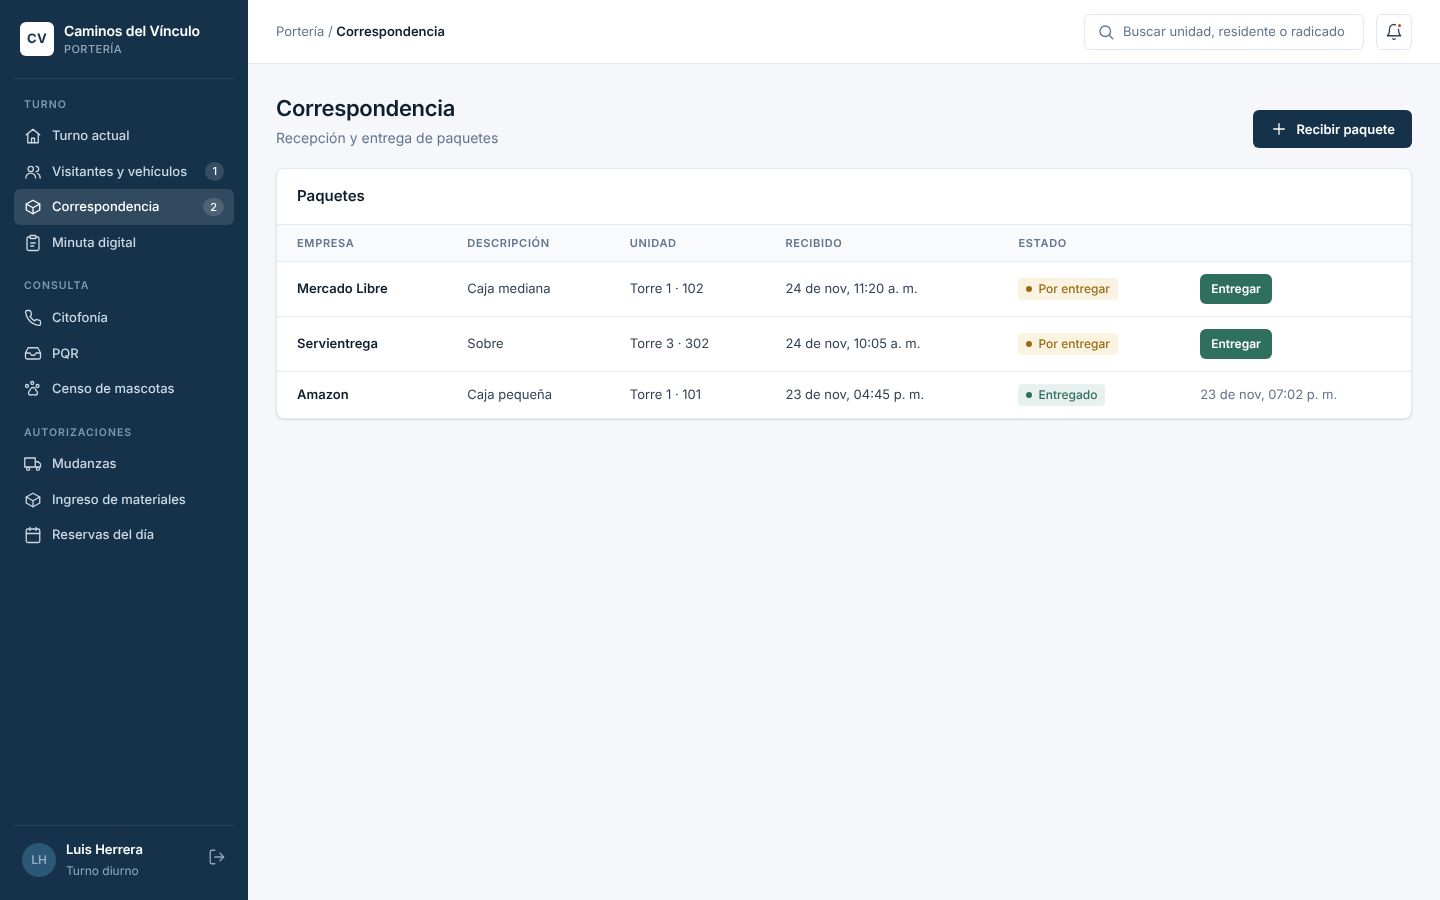 CV
Caminos del Vínculo
PORTERÍA
TURNO
Turno actual
Visitantes y vehículos 1
Correspondencia 2
Minuta digital
CONSULTA
Citofonía
PQR
Censo de mascotas
AUTORIZACIONES
Mudanzas
Ingreso de materiales
Reservas del día
LH
Luis Herrera
Turno diurno
Portería / Correspondencia
Buscar unidad, residente o radicado
Correspondencia
Recepción y entrega de paquetes
Recibir paquete
Paquetes
EMPRESA DESCRIPCIÓN UNIDAD RECIBIDO ESTADO
Mercado Libre Caja mediana Torre 1 · 102 24 de nov, 11:20 a. m. Por entregar Entregar
Servientrega Sobre Torre 3 · 302 24 de nov, 10:05 a. m. Por entregar Entregar
Amazon Caja pequeña Torre 1 · 101 23 de nov, 04:45 p. m. Entregado 23 de nov, 07:02 p. m.